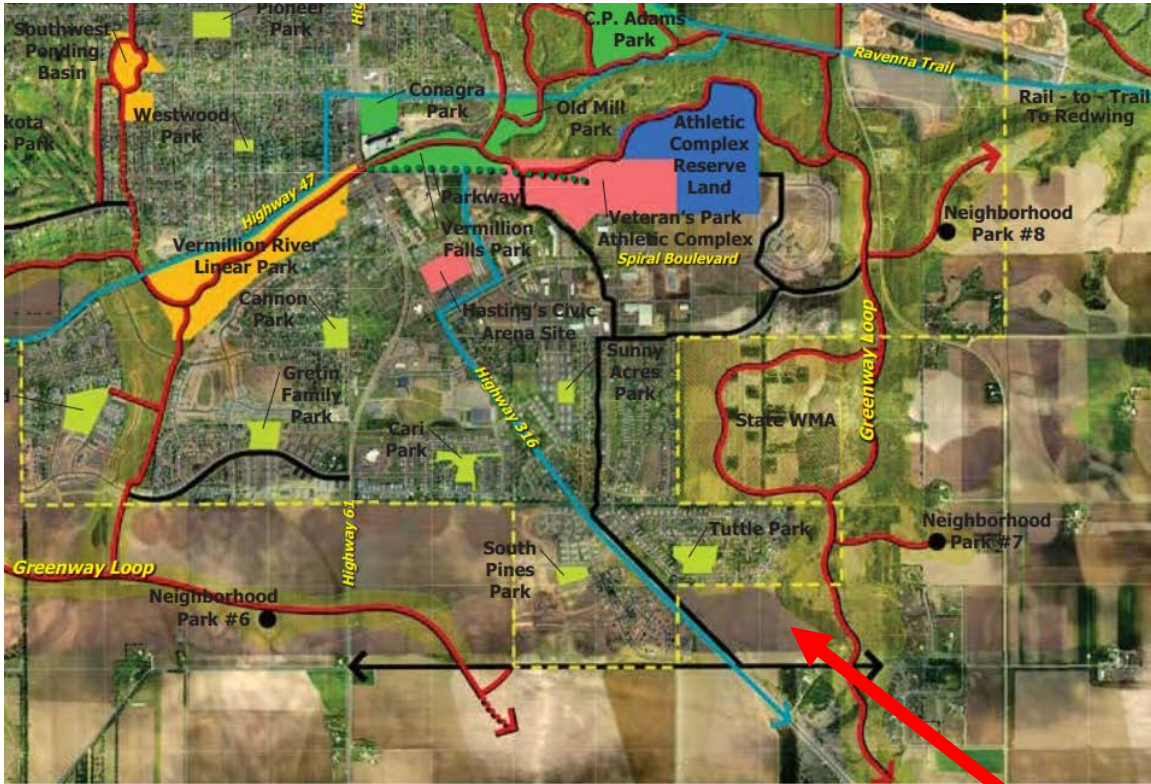 Pioneer
Park
C.P. Adams
Park
Southwest
Ponding
Basin
Ravenna Trail
Conagra
Park
Old Mill
Park
Rail - to - Trail
To Redwing
Westwood
Park
Athletic
Complex
Reserve
Land
kota
s Park
Highway 47
Parkway
Veteran's Park
Athletic Complex
Spiral Boulevard
Neighborhood
Park #8
Vermillion
Falls Park
Vermillion River
Linear Park
Cannon
Park
Hasting's Civic
Arena Site
Sunny
Acres
Park
Highway 316
Gretin
Family
Park
Greenway Loop
State WMA
d
Cari
Park
Highway 61
Tuttle Park
Neighborhood
Park #7
South
Pines
Park
Greenway Loop
Neighborhood
Park #6